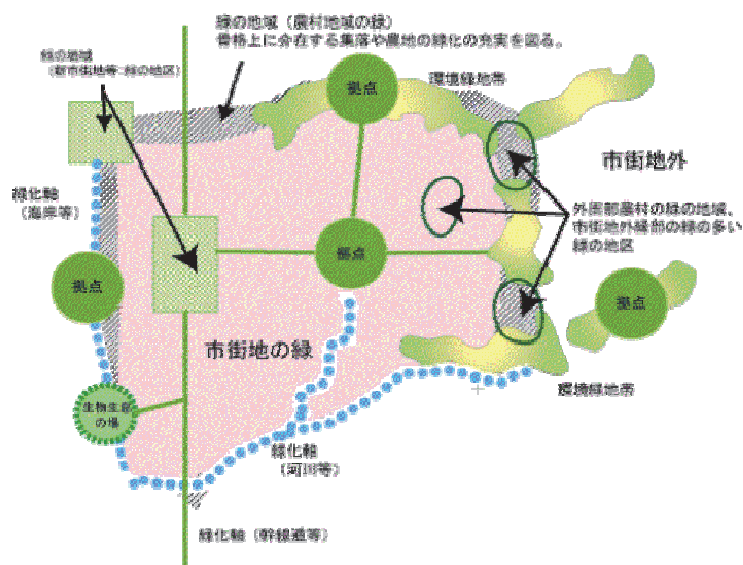 緑の地域（農村地域の緑）
骨格上に介在する集落や農地の緑化の充実を図る。
緑の地域
（新市街地等:緑の地区）
拠点
環境緑地帯
市街地外
緑化軸
（海岸等）
外周部農村の緑の地域、
市街地外縁部の緑の多い
緑の地区
拠点
拠点
拠点
市街地の緑
環境緑地帯
生物生息
の場
緑化軸
（河川等）
緑化軸（幹線道等）